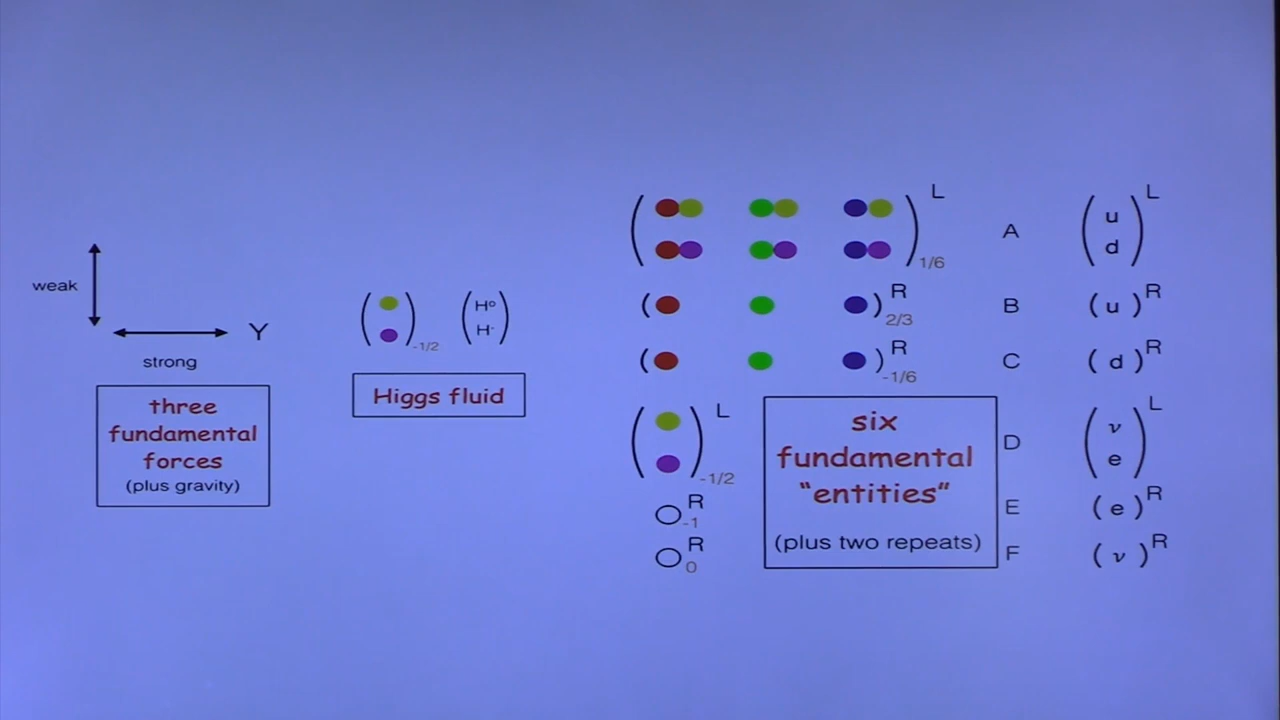 weak
strong
Y
three
fundamental
forces
(plus gravity)
-1/2
H⁰
H⁻
Higgs fluid
L
1/6
A
u
d
L
R
2/3
B
(u)
R
R
-1/6
C
(d)
R
L
-1/2
D
ν
e
L
R
-1
E
(e)
R
R
0
F
(ν)
R
six
fundamental
“entities”
(plus two repeats)